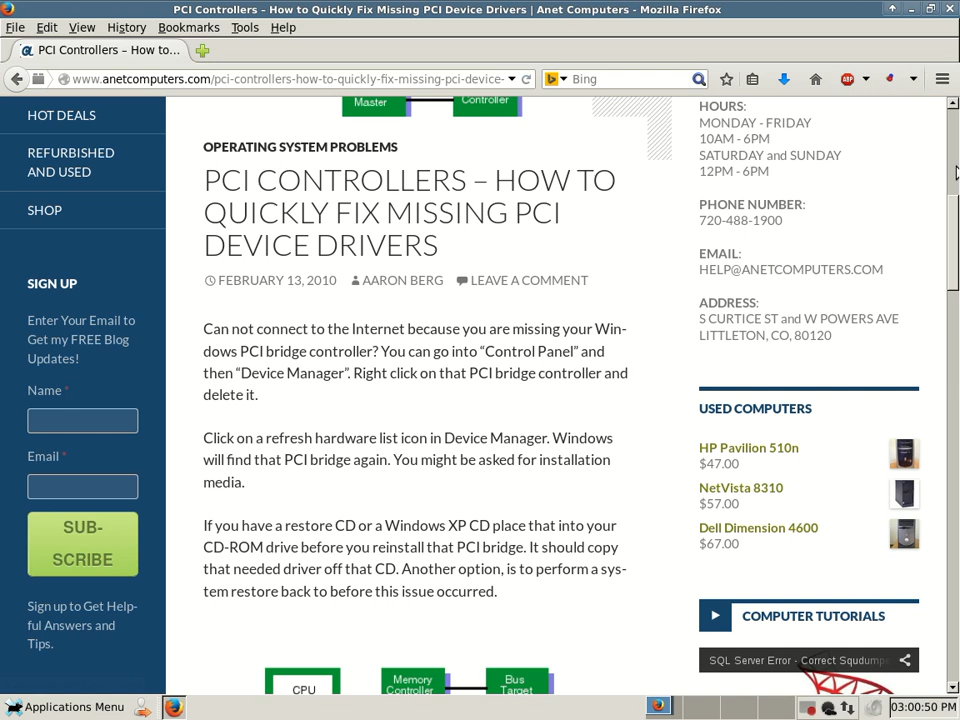 PCI Controllers – How to Quickly Fix Missing PCI Device Drivers | Anet Computers - Mozilla Firefox
File Edit View History Bookmarks Tools Help
PCI Controllers – How to...
www.anetcomputers.com/pci-controllers-how-to-quickly-fix-missing-pci-device-
Bing
ABP
HOT DEALS
REFURBISHED
AND USED
SHOP
SIGN UP
Enter Your Email to
Get my FREE Blog
Updates!
Name *
Email *
SUB-
SCRIBE
Sign up to Get Help-
ful Answers and
Tips.
Master
Controller
OPERATING SYSTEM PROBLEMS
PCI CONTROLLERS – HOW TO
QUICKLY FIX MISSING PCI
DEVICE DRIVERS
FEBRUARY 13, 2010 AARON BERG LEAVE A COMMENT
Can not connect to the Internet because you are missing your Win-
dows PCI bridge controller? You can go into “Control Panel” and
then “Device Manager”. Right click on that PCI bridge controller and
delete it.
Click on a refresh hardware list icon in Device Manager. Windows
will find that PCI bridge again. You might be asked for installation
media.
If you have a restore CD or a Windows XP CD place that into your
CD-ROM drive before you reinstall that PCI bridge. It should copy
that needed driver off that CD. Another option, is to perform a sys-
tem restore back to before this issue occurred.
CPU
Memory
Controller
Bus
Target
HOURS:
MONDAY - FRIDAY
10AM - 6PM
SATURDAY and SUNDAY
12PM - 6PM
PHONE NUMBER:
720-488-1900
EMAIL:
HELP@ANETCOMPUTERS.COM
ADDRESS:
S CURTICE ST and W POWERS AVE
LITTLETON, CO, 80120
USED COMPUTERS
HP Pavilion 510n
$47.00
NetVista 8310
$57.00
Dell Dimension 4600
$67.00
COMPUTER TUTORIALS
SQL Server Error - Correct Sqdump
Applications Menu
03:00:50 PM